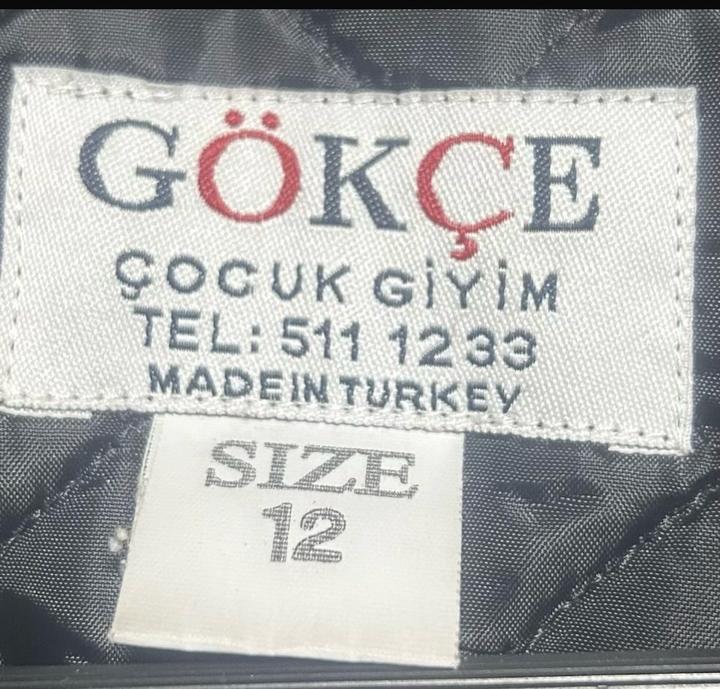 GÖKÇE
ÇOCUK GİYİM
TEL: 511 12 33
MADE IN TURKEY
SIZE
12